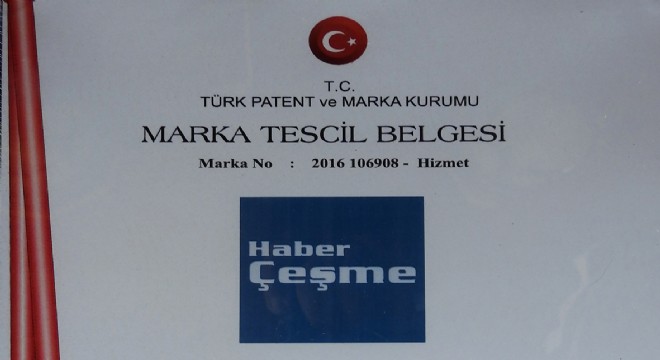 T.C.
TÜRK PATENT ve MARKA KURUMU
MARKA TESCİL BELGESİ
Marka No : 2016 106908 - Hizmet
Haber
Çeşme